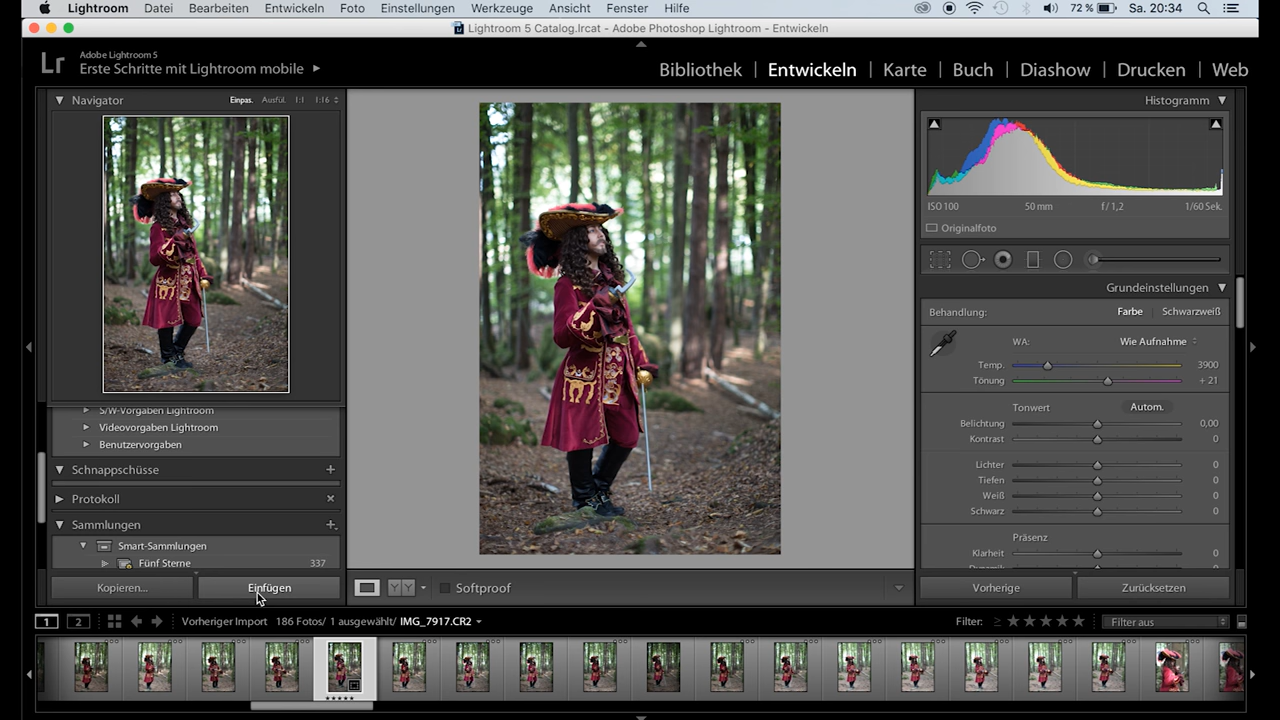 Lightroom Datei Bearbeiten Entwickeln Foto Einstellungen Werkzeuge Ansicht Fenster Hilfe 72 % Sa. 20:34
Lightroom 5 Catalog.lrcat - Adobe Photoshop Lightroom - Entwickeln
Lr Adobe Lightroom 5
Erste Schritte mit Lightroom mobile
Bibliothek | Entwickeln | Karte | Buch | Diashow | Drucken | Web
Navigator Einpas. Ausfül. 1:1 1:16
Histogramm
ISO 100 50 mm f / 1,2 1/60 Sek.
Originalfoto
Grundeinstellungen
Behandlung: Farbe | Schwarzweiß
WA: Wie Aufnahme
Temp. 3900
Tönung + 21
Tonwert Autom.
Belichtung 0,00
Kontrast 0
Lichter 0
Tiefen 0
Weiß 0
Schwarz 0
Präsenz
Klarheit 0
S/W-Vorgaben Lightroom
Videovorgaben Lightroom
Benutzervorgaben
Schnappschüsse
Protokoll
Sammlungen
Smart-Sammlungen
Fünf Sterne 337
Kopieren... Einfügen
YY Softproof
Vorherige Zurücksetzen
1 2 Vorheriger Import 186 Fotos/ 1 ausgewählt/ IMG_7917.CR2 Filter: ≥ ★★★★★ Filter aus